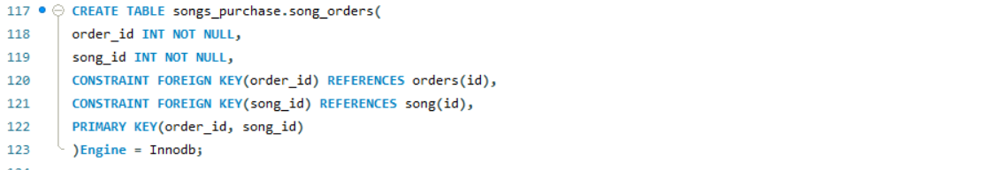 117 CREATE TABLE songs_purchase.song_orders(
118 order_id INT NOT NULL,
119 song_id INT NOT NULL,
120 CONSTRAINT FOREIGN KEY(order_id) REFERENCES orders(id),
121 CONSTRAINT FOREIGN KEY(song_id) REFERENCES song(id),
122 PRIMARY KEY(order_id, song_id)
123 )Engine = Innodb;